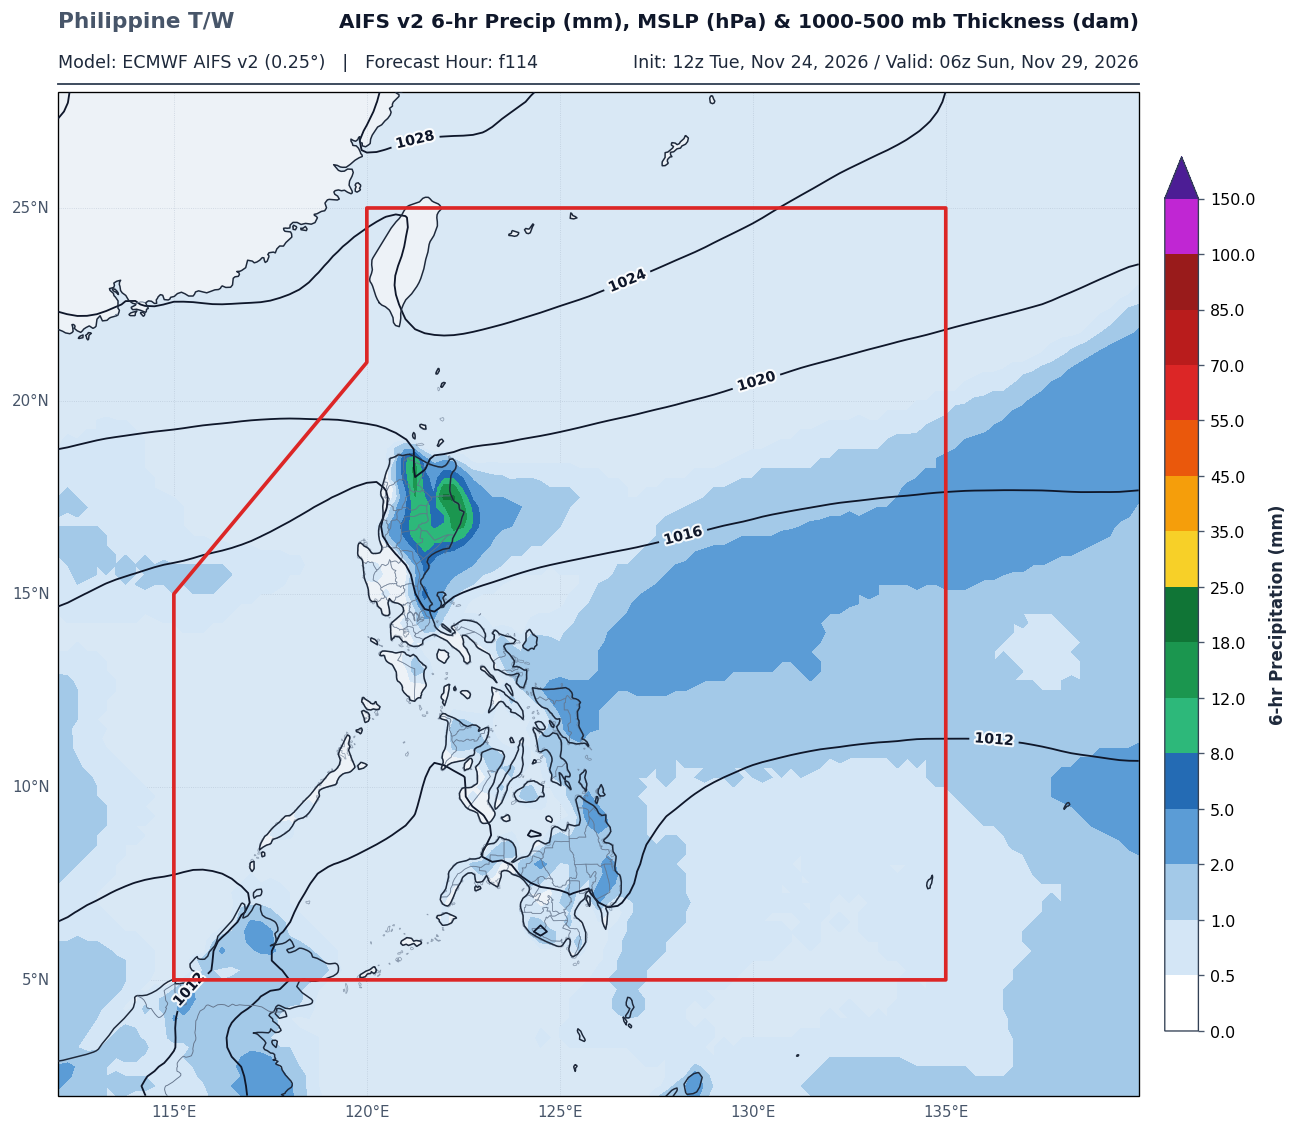 Philippine T/W
AIFS v2 6-hr Precip (mm), MSLP (hPa) & 1000-500 mb Thickness (dam)
Model: ECMWF AIFS v2 (0.25°) | Forecast Hour: f114
Init: 12z Tue, Nov 24, 2026 / Valid: 06z Sun, Nov 29, 2026
1028
25°N
1024
1020
20°N
1016
15°N
1012
10°N
5°N
1012
115°E
120°E
125°E
130°E
135°E
150.0
100.0
85.0
70.0
55.0
45.0
35.0
25.0
18.0
12.0
8.0
5.0
2.0
1.0
0.5
0.0
6-hr Precipitation (mm)